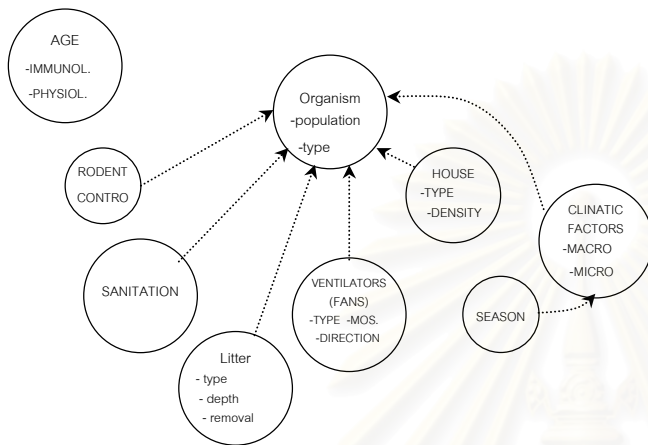 AGE
-IMMUNOL.
-PHYSIOL.
Organism
-population
-type
RODENT
CONTRO
HOUSE
-TYPE
-DENSITY
CLINATIC
FACTORS
-MACRO
-MICRO
SANITATION
VENTILATORS
(FANS)
-TYPE -MOS.
-DIRECTION
SEASON
Litter
- type
- depth
- removal